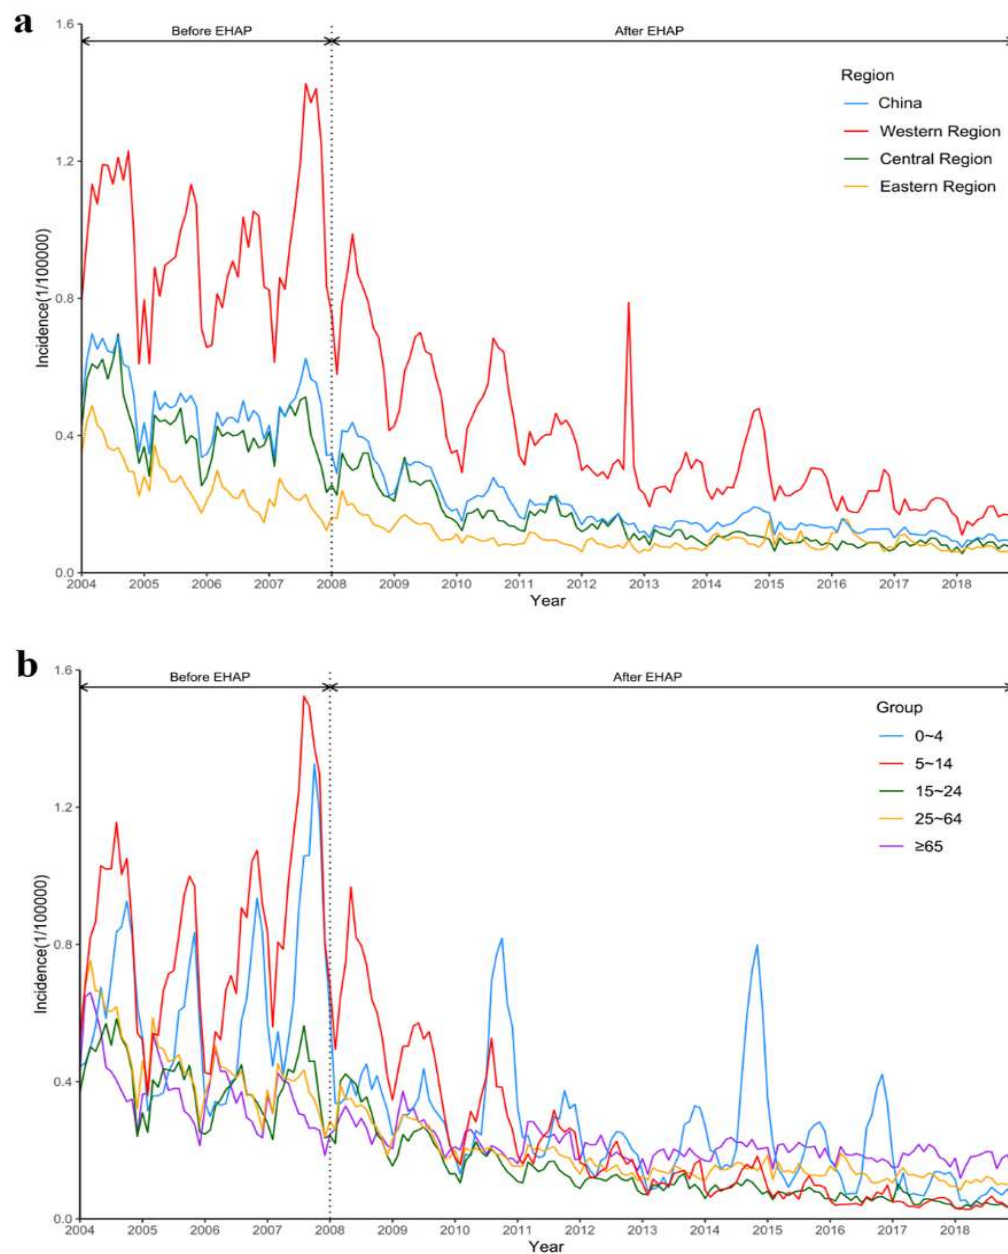 a
Before EHAP
After EHAP
1.6
1.2
0.8
0.4
0.0
Incidence(1/100000)
Region
China
Western Region
Central Region
Eastern Region
2004 2005 2006 2007 2008 2009 2010 2011 2012 2013 2014 2015 2016 2017 2018
Year
b
Before EHAP
After EHAP
1.6
1.2
0.8
0.4
0.0
Incidence(1/100000)
Group
0~4
5~14
15~24
25~64
≥65
2004 2005 2006 2007 2008 2009 2010 2011 2012 2013 2014 2015 2016 2017 2018
Year